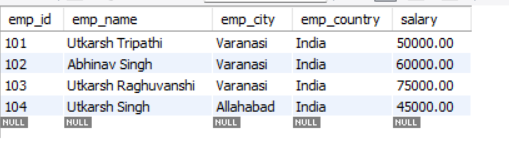 emp_id emp_name emp_city emp_country salary
101 Utkarsh Tripathi Varanasi India 50000.00
102 Abhinav Singh Varanasi India 60000.00
103 Utkarsh Raghuvanshi Varanasi India 75000.00
104 Utkarsh Singh Allahabad India 45000.00
NULL NULL NULL NULL NULL